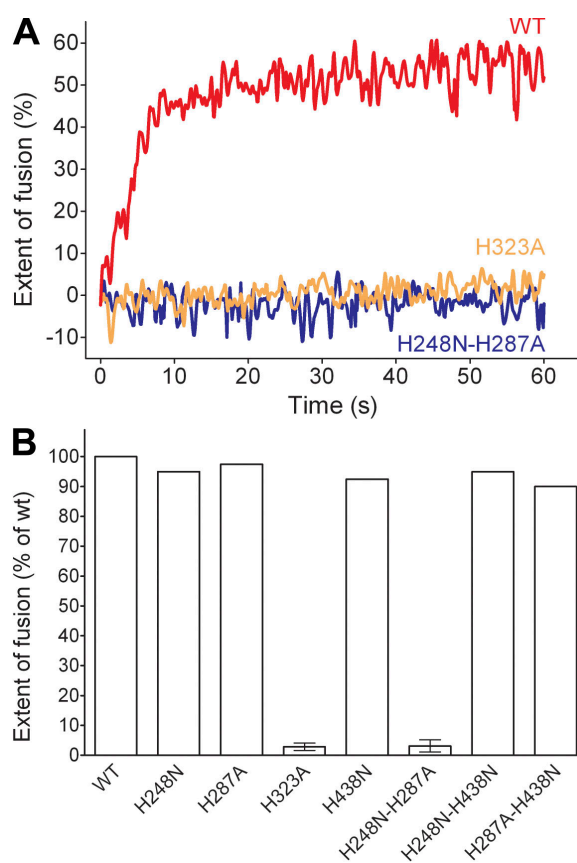 A
WT
Extent of fusion (%)
60
50
40
30
20
10
0
-10
H323A
H248N-H287A
0 10 20 30 40 50 60
Time (s)
B
Extent of fusion (% of wt)
100
90
80
70
60
50
40
30
20
10
0
WT
H248N
H287A
H323A
H438N
H248N-H287A
H248N-H438N
H287A-H438N